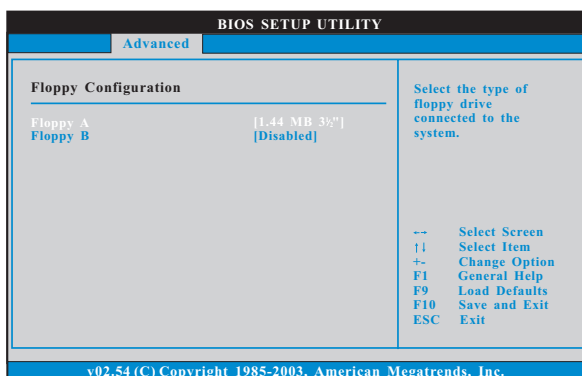 BIOS SETUP UTILITY
Advanced
Floppy Configuration
Floppy A [1.44 MB 3½"]
Floppy B [Disabled]
Select the type of
floppy drive
connected to the
system.
←→ Select Screen
↑↓ Select Item
+- Change Option
F1 General Help
F9 Load Defaults
F10 Save and Exit
ESC Exit
v02.54 (C) Copyright 1985-2003, American Megatrends, Inc.